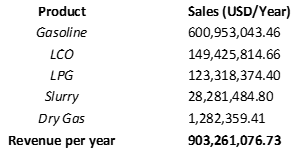 Product Sales (USD/Year)
Gasoline 600,953,043.46
LCO 149,425,814.66
LPG 123,318,374.40
Slurry 28,281,484.80
Dry Gas 1,282,359.41
Revenue per year 903,261,076.73